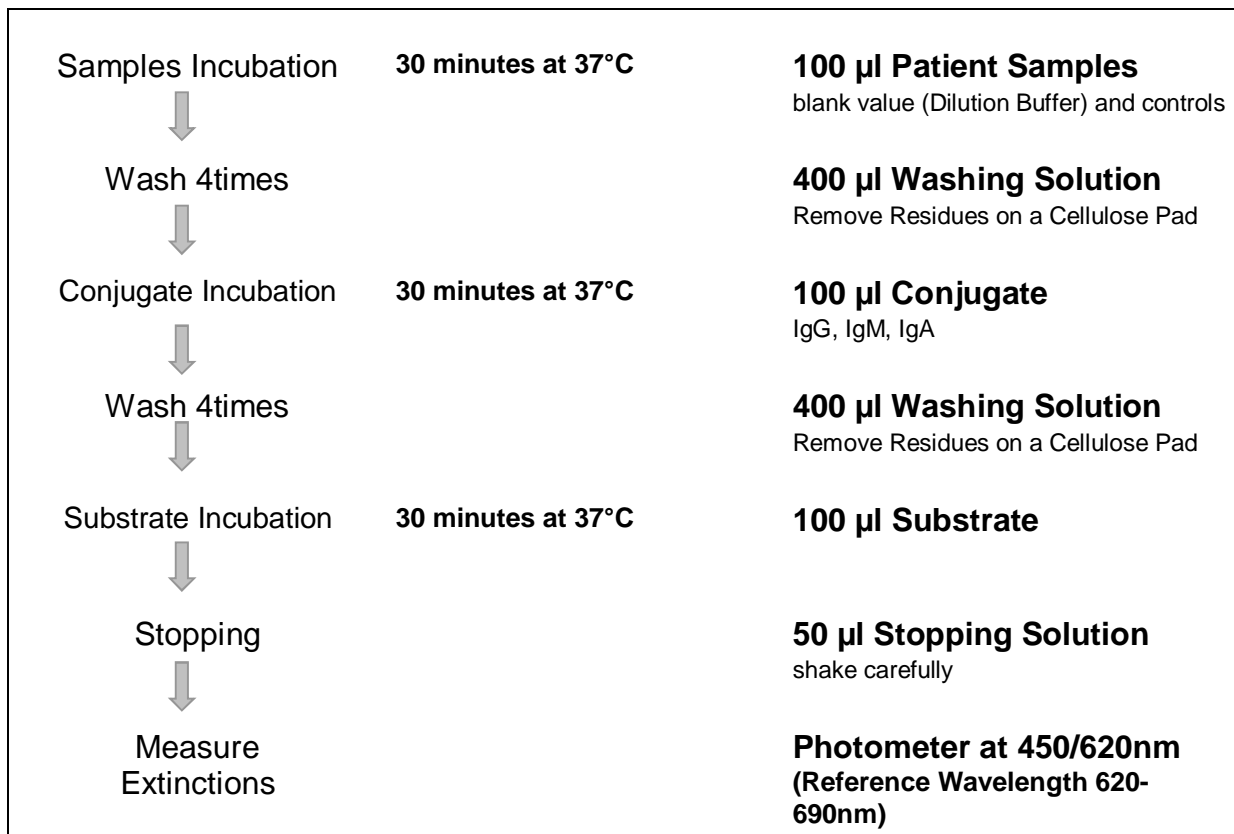 Samples Incubation 30 minutes at 37°C 100 µl Patient Samples
blank value (Dilution Buffer) and controls
Wash 4times 400 µl Washing Solution
Remove Residues on a Cellulose Pad
Conjugate Incubation 30 minutes at 37°C 100 µl Conjugate
IgG, IgM, IgA
Wash 4times 400 µl Washing Solution
Remove Residues on a Cellulose Pad
Substrate Incubation 30 minutes at 37°C 100 µl Substrate
Stopping 50 µl Stopping Solution
shake carefully
Measure Photometer at 450/620nm
Extinctions (Reference Wavelength 620-
690nm)